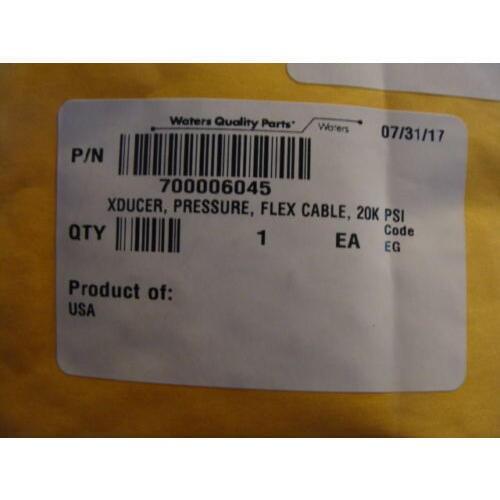 Waters Quality Parts™
Waters
07/31/17
P/N
700006045
XDUCER, PRESSURE, FLEX CABLE, 20K PSI
QTY 1 EA Code
EG
Product of:
USA